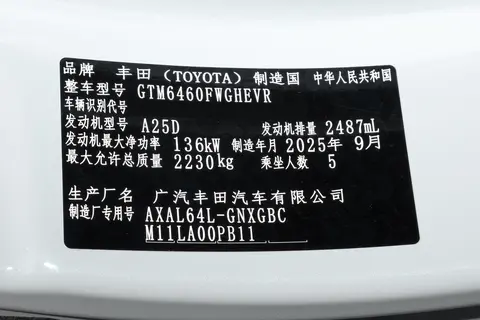 品牌 丰田（TOYOTA）制造国 中华人民共和国
整车型号 GTM6460FWGHEVR
车辆识别代号
发动机型号 A25D 发动机排量 2487mL
发动机最大净功率 136kW 制造年月 2025年 9月
最大允许总质量 2230kg 乘坐人数 5
生产厂名 广汽丰田汽车有限公司
制造厂专用号 AXAL64L-GNXGBC
M11LA00PB11